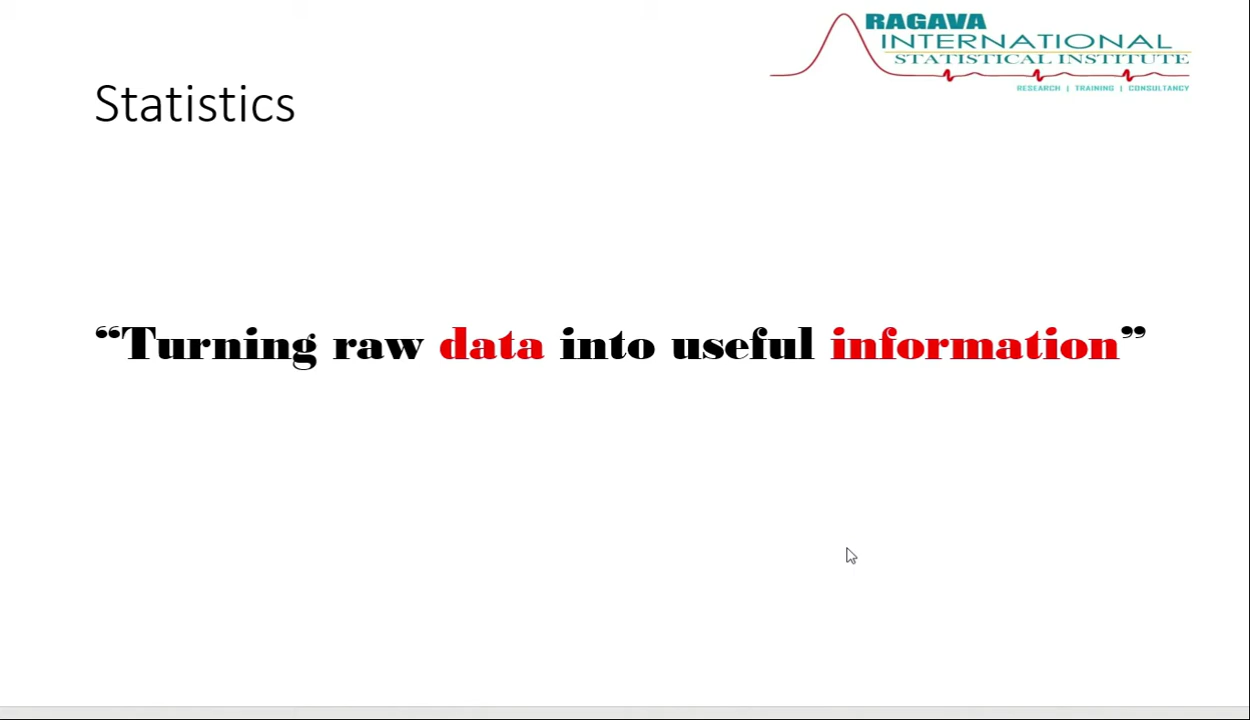 RAGAVA
INTERNATIONAL
STATISTICAL INSTITUTE
RESEARCH | TRAINING | CONSULTANCY
Statistics
“Turning raw data into useful information”